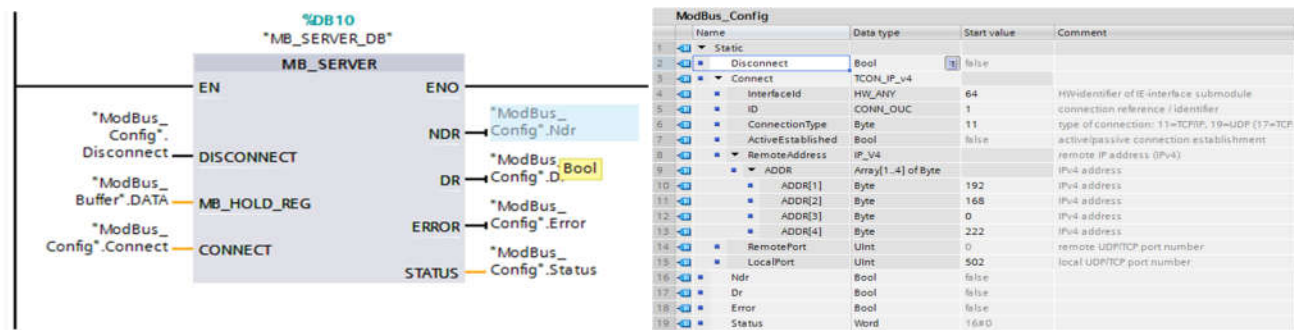 %DB10
"MB_SERVER_DB"
MB_SERVER
EN
ENO
"ModBus_
Config".
Disconnect
DISCONNECT
"ModBus_
Buffer".DATA
MB_HOLD_REG
"ModBus_
Config".Connect
CONNECT
"ModBus_
Config".Ndr
NDR
"ModBus_
Config".D
Bool
DR
"ModBus_
Config".Error
ERROR
"ModBus_
Config".Status
STATUS
ModBus_Config
Name Data type Start value Comment
1 Static
2 Disconnect Bool false
3 Connect TCON_IP_v4
4 InterfaceId HW_ANY 64 HW-identifier of IE-interface submodule
5 ID CONN_OUC 1 connection reference / identifier
6 ConnectionType Byte 11 type of connection: 11=TCP/IP, 19=UDP (17=TCP
7 ActiveEstablished Bool false active/passive connection establishment
8 RemoteAddress IP_V4 remote IP address (IPv4)
9 ADDR Array[1..4] of Byte IPv4 address
10 ADDR[1] Byte 192 IPv4 address
11 ADDR[2] Byte 168 IPv4 address
12 ADDR[3] Byte 0 IPv4 address
13 ADDR[4] Byte 222 IPv4 address
14 RemotePort UInt 0 remote UDP/TCP port number
15 LocalPort UInt 502 local UDP/TCP port number
16 Ndr Bool false
17 Dr Bool false
18 Error Bool false
19 Status Word 16#0